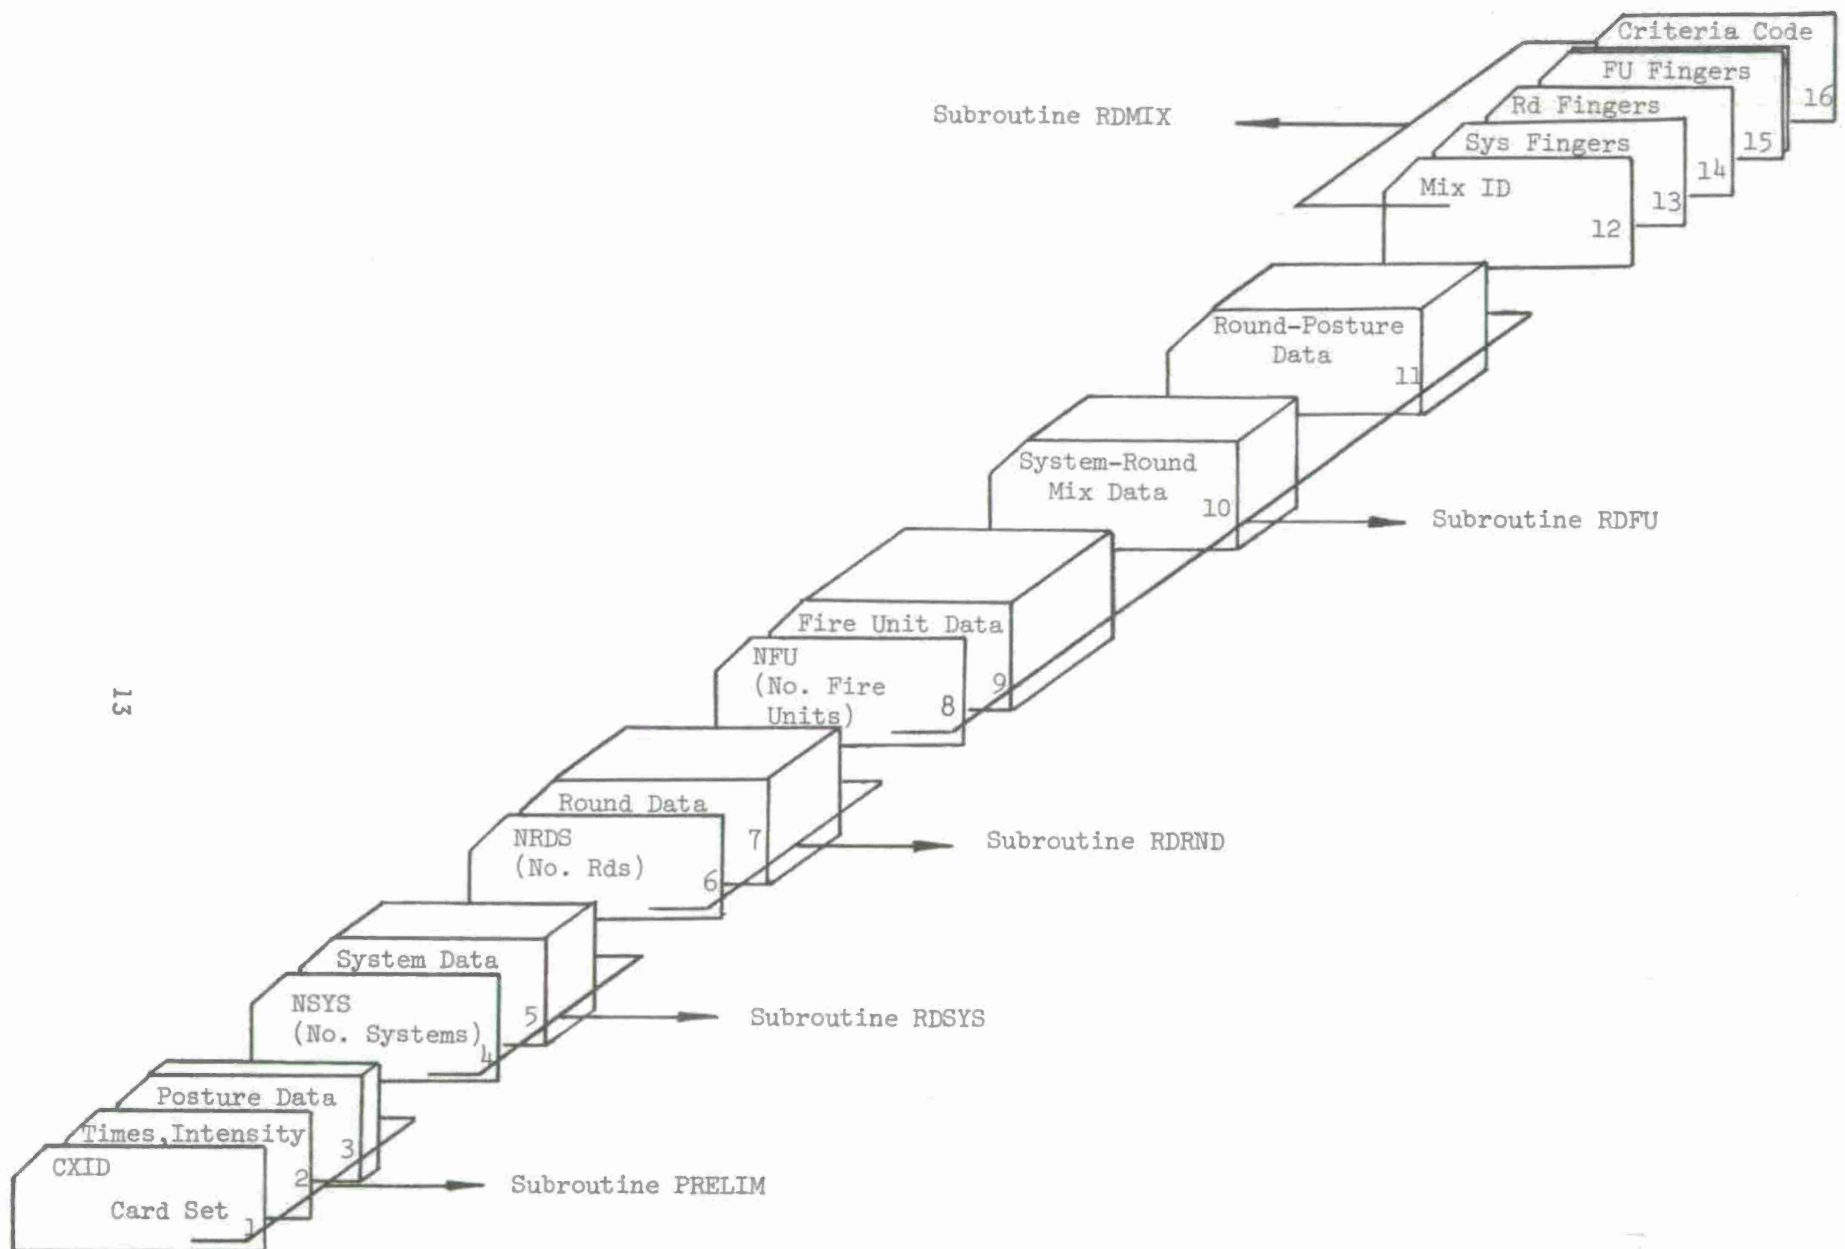 Criteria Code
16
FU Fingers
15
Rd Fingers
14
Sys Fingers
13
Mix ID
12
Subroutine RDMIX
Round-Posture
Data
11
System-Round
Mix Data
10
Subroutine RDFU
Fire Unit Data
9
NFU
(No. Fire
Units)
8
13
Round Data
7
NRDS
(No. Rds)
6
Subroutine RDRND
System Data
5
NSYS
(No. Systems)
4
Subroutine RDSYS
Posture Data
3
Times,Intensity
2
CXID
Card Set
1
Subroutine PRELIM